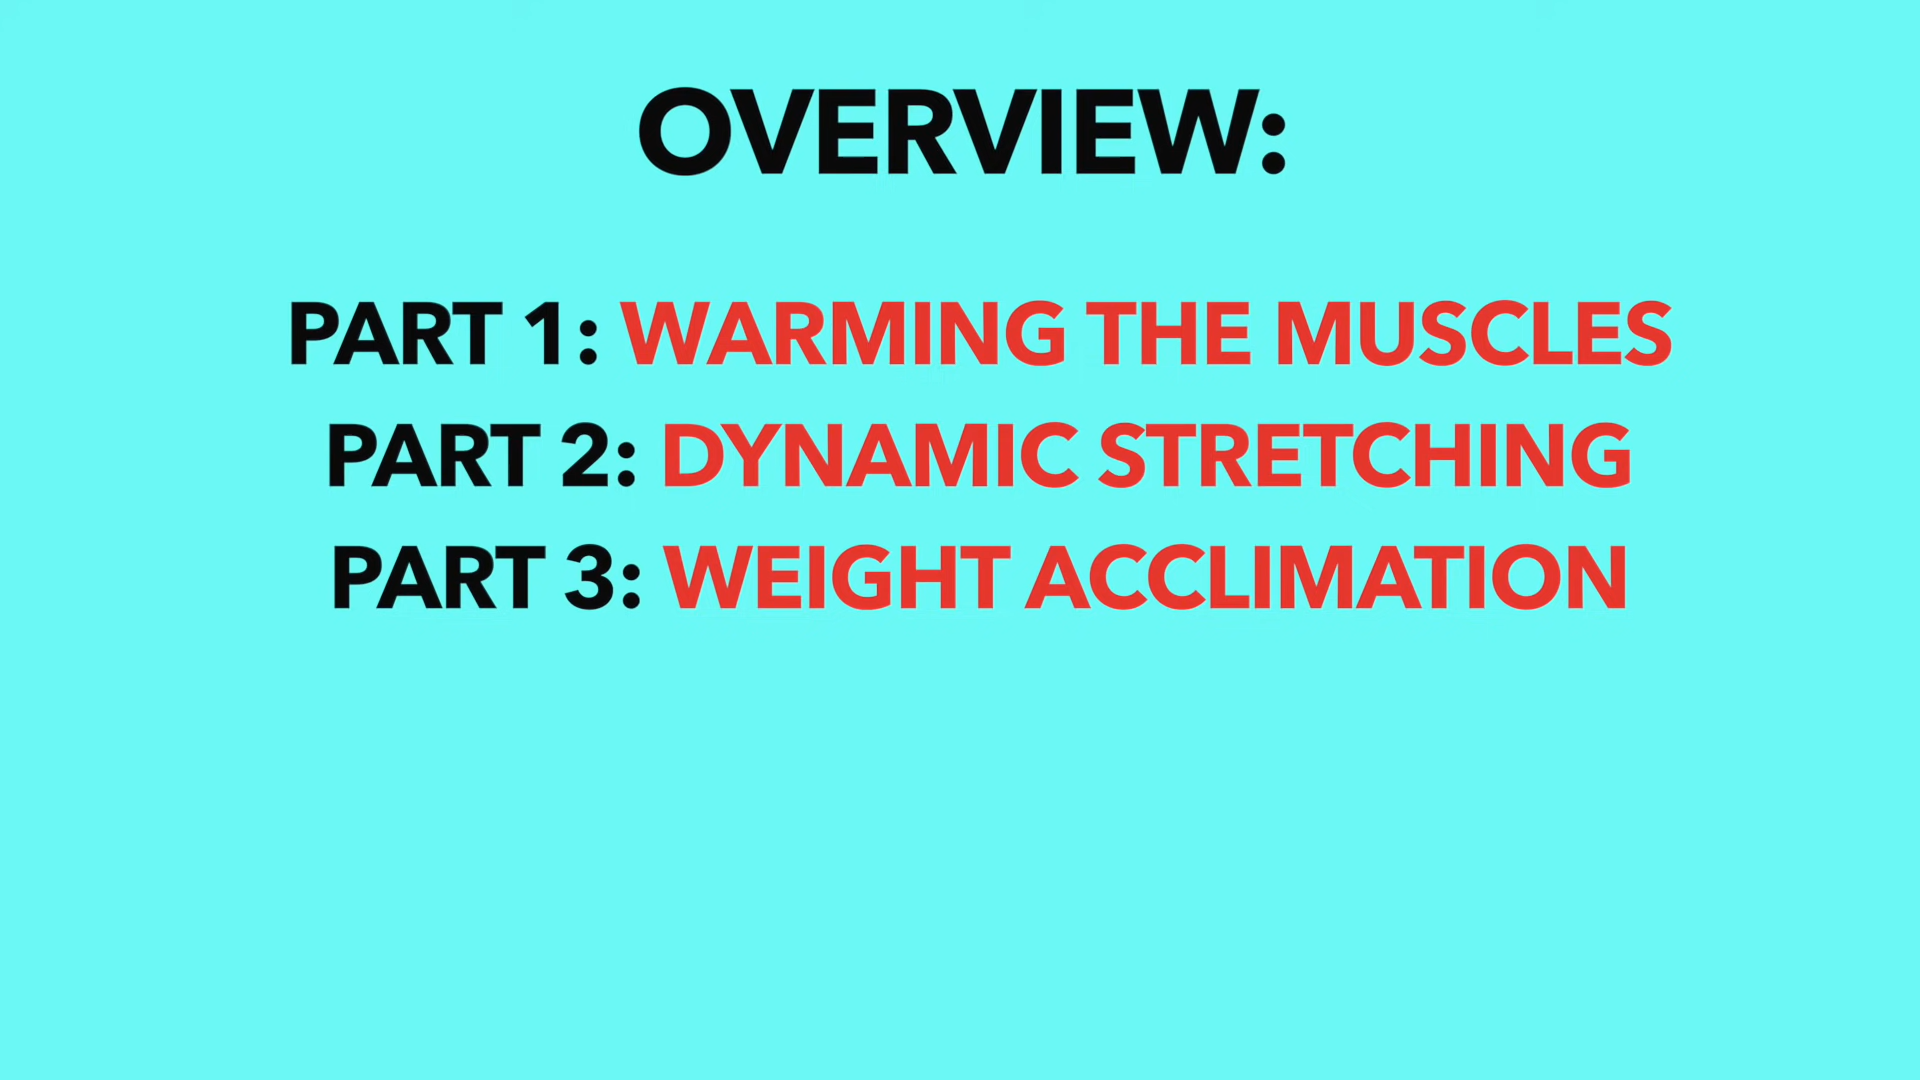 OVERVIEW:
PART 1: WARMING THE MUSCLES
PART 2: DYNAMIC STRETCHING
PART 3: WEIGHT ACCLIMATION